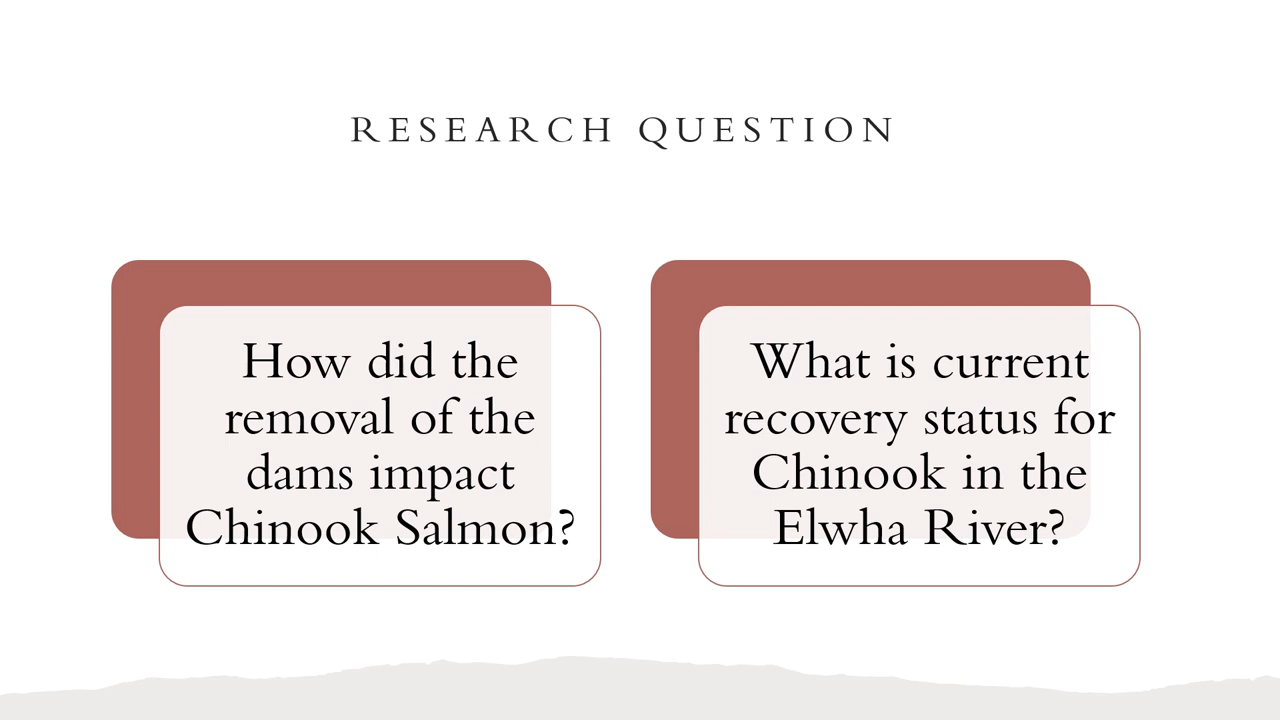 RESEARCH QUESTION
How did the
removal of the
dams impact
Chinook Salmon?
What is current
recovery status for
Chinook in the
Elwha River?